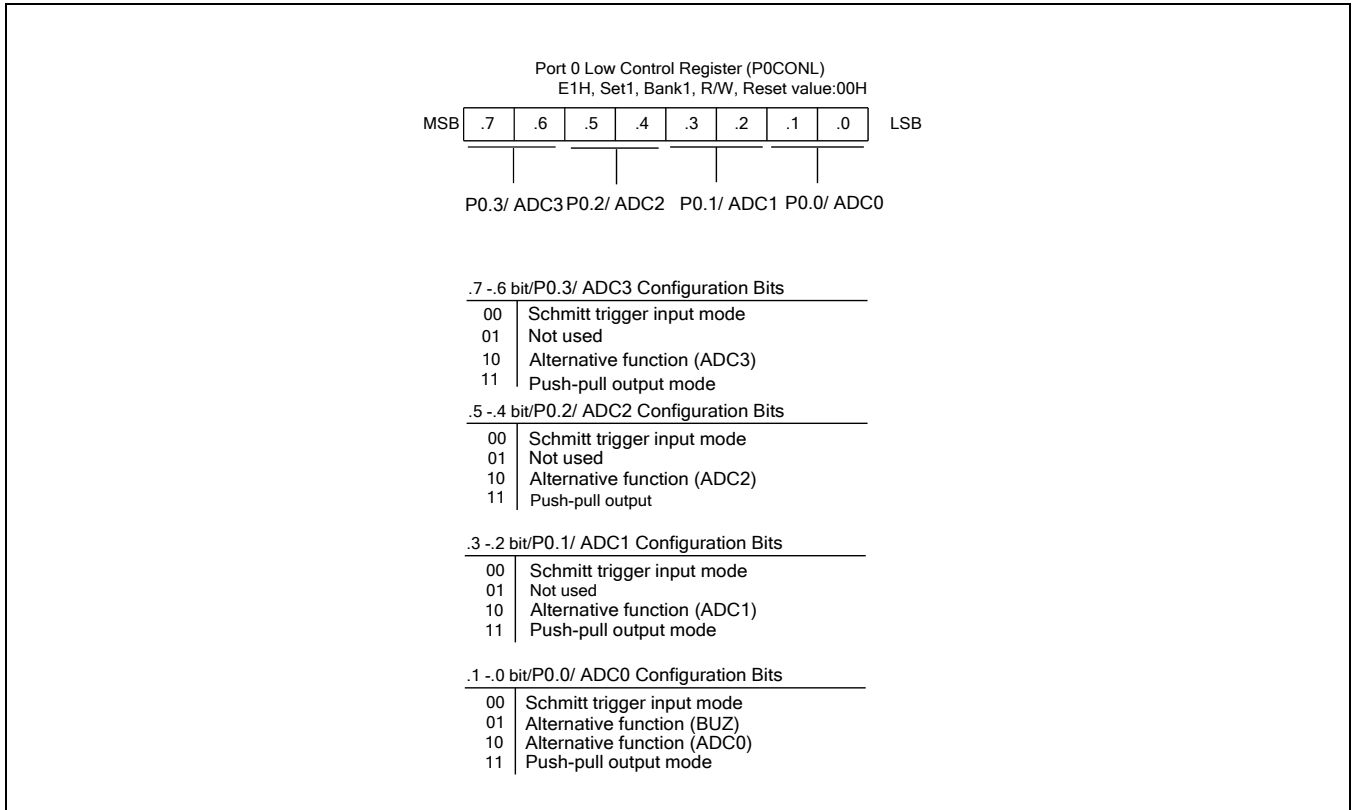 Port 0 Low Control Register (P0CONL)
E1H, Set1, Bank1, R/W, Reset value:00H
MSB .7 .6 .5 .4 .3 .2 .1 .0 LSB
P0.3/ ADC3 P0.2/ ADC2 P0.1/ ADC1 P0.0/ ADC0
.7 -.6 bit/P0.3/ ADC3 Configuration Bits
00 Schmitt trigger input mode
01 Not used
10 Alternative function (ADC3)
11 Push-pull output mode
.5 -.4 bit/P0.2/ ADC2 Configuration Bits
00 Schmitt trigger input mode
01 Not used
10 Alternative function (ADC2)
11 Push-pull output
.3 -.2 bit/P0.1/ ADC1 Configuration Bits
00 Schmitt trigger input mode
01 Not used
10 Alternative function (ADC1)
11 Push-pull output mode
.1 -.0 bit/P0.0/ ADC0 Configuration Bits
00 Schmitt trigger input mode
01 Alternative function (BUZ)
10 Alternative function (ADC0)
11 Push-pull output mode